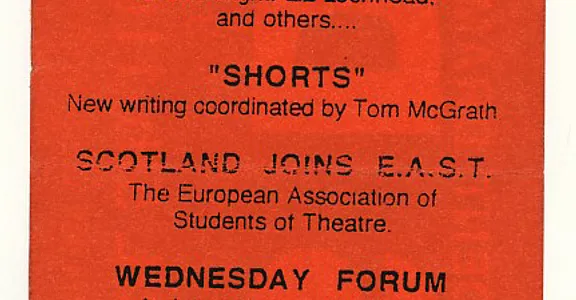 and others....
"SHORTS"
New writing coordinated by Tom McGrath
SCOTLAND JOINS E.A.S.T.
The European Association of
Students of Theatre.
WEDNESDAY FORUM